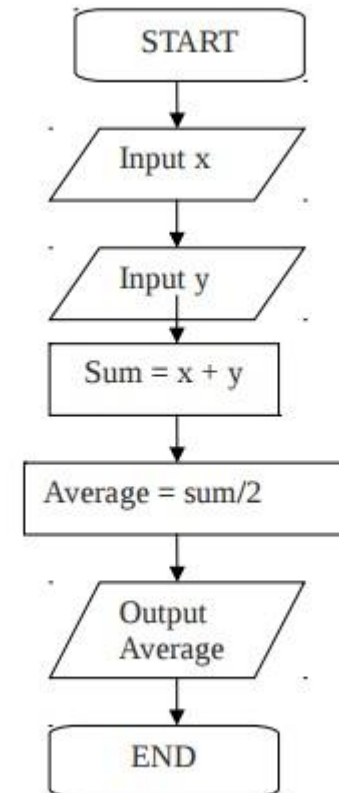 START
Input x
Input y
Sum = x + y
Average = sum/2
Output
Average
END